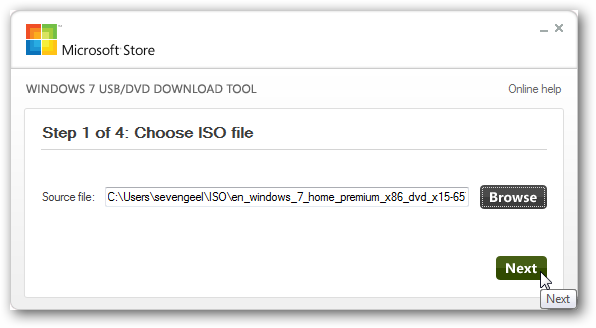 Microsoft Store
WINDOWS 7 USB/DVD DOWNLOAD TOOL Online help
Step 1 of 4: Choose ISO file
Source file: C:\Users\sevengeel\ISO\en_windows_7_home_premium_x86_dvd_x15-65 Browse
Next
Next